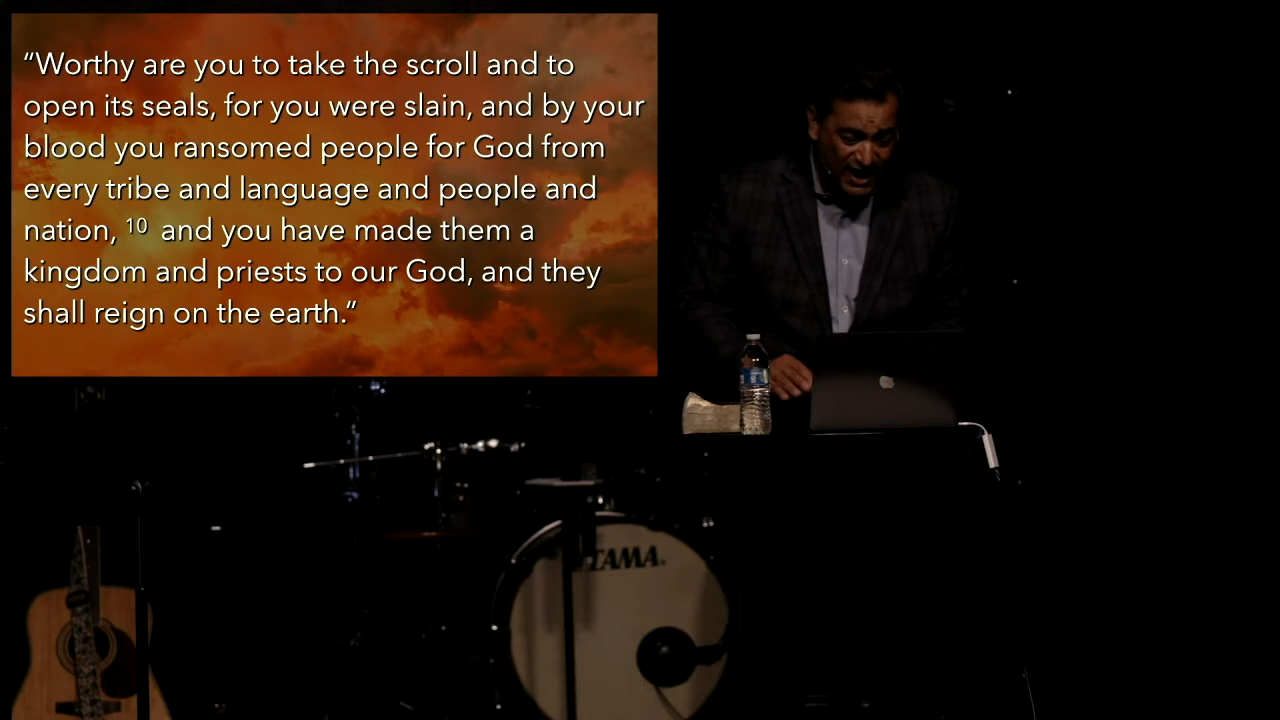 “Worthy are you to take the scroll and to
open its seals, for you were slain, and by your
blood you ransomed people for God from
every tribe and language and people and
nation, ¹⁰ and you have made them a
kingdom and priests to our God, and they
shall reign on the earth.”
TAMA.